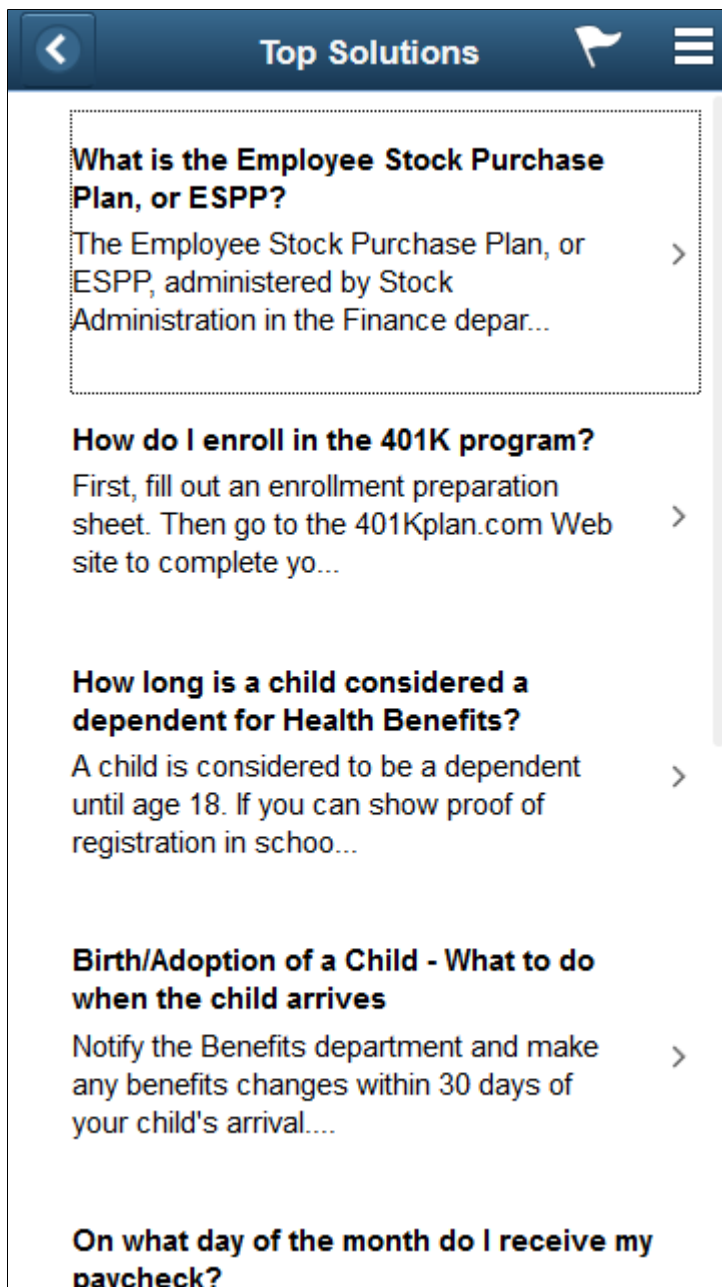 Top Solutions
What is the Employee Stock Purchase
Plan, or ESPP?
The Employee Stock Purchase Plan, or
ESPP, administered by Stock
Administration in the Finance depar...
How do I enroll in the 401K program?
First, fill out an enrollment preparation
sheet. Then go to the 401Kplan.com Web
site to complete yo...
How long is a child considered a
dependent for Health Benefits?
A child is considered to be a dependent
until age 18. If you can show proof of
registration in schoo...
Birth/Adoption of a Child - What to do
when the child arrives
Notify the Benefits department and make
any benefits changes within 30 days of
your child's arrival....
On what day of the month do I receive my
paycheck?